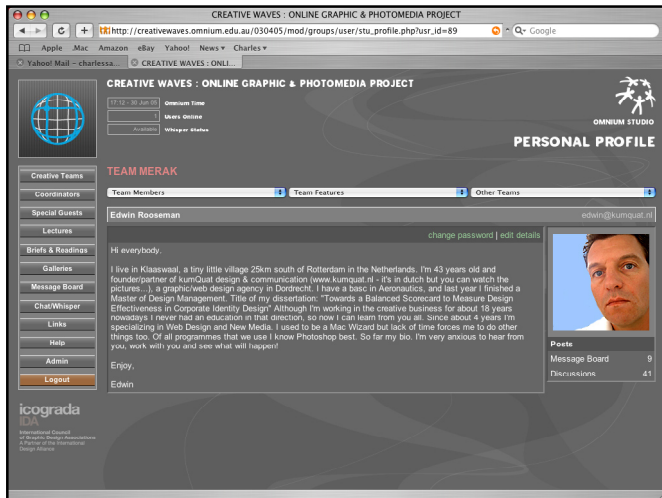 CREATIVE WAVES : ONLINE GRAPHIC & PHOTOMEDIA PROJECT
http://creativewaves.omnium.edu.au/030405/mod/groups/user/stu_profile.php?usr_id=89
Google
Apple .Mac Amazon eBay Yahoo! News Charles
Yahoo! Mail – charlessa... CREATIVE WAVES : ONLI...
CREATIVE WAVES : ONLINE GRAPHIC & PHOTOMEDIA PROJECT
17:12 - 30 Jun 05 Omnium Time
1 Users Online
Available Whisper Status
OMNIUM STUDIO
PERSONAL PROFILE
TEAM MERAK
Team Members Team Features Other Teams
Edwin Rooseman edwin@kumquat.nl
change password | edit details
Hi everybody.
I live in Klaaswaal, a tiny little village 25km south of Rotterdam in the Netherlands. I'm 43 years old and
founder/partner of kumQuat design & communication (www.kumquat.nl - it's in dutch but you can watch the
pictures...), a graphic/web design agency in Dordrecht. I have a basc in Aeronautics, and last year I finished a
Master of Design Management. Title of my dissertation: "Towards a Balanced Scorecard to Measure Design
Effectiveness in Corporate Identity Design" Although I'm working in the creative business for about 18 years
nowadays I never had an education in that direction, so now I can learn from you all. Since about 4 years I'm
specializing in Web Design and New Media. I used to be a Mac Wizard but lack of time forces me to do other
things too. Of all programmes that we use I know Photoshop best. So far my bio. I'm very anxious to hear from
you, work with you and see what will happen!
Enjoy,
Edwin
Posts
Message Board 9
Discussions 41
Creative Teams
Coordinators
Special Guests
Lectures
Briefs & Readings
Galleries
Message Board
Chat/Whisper
Links
Help
Admin
Logout
icograda
IDA
International Council
of Graphic Design Associations
A Partner of the International
Design Alliance